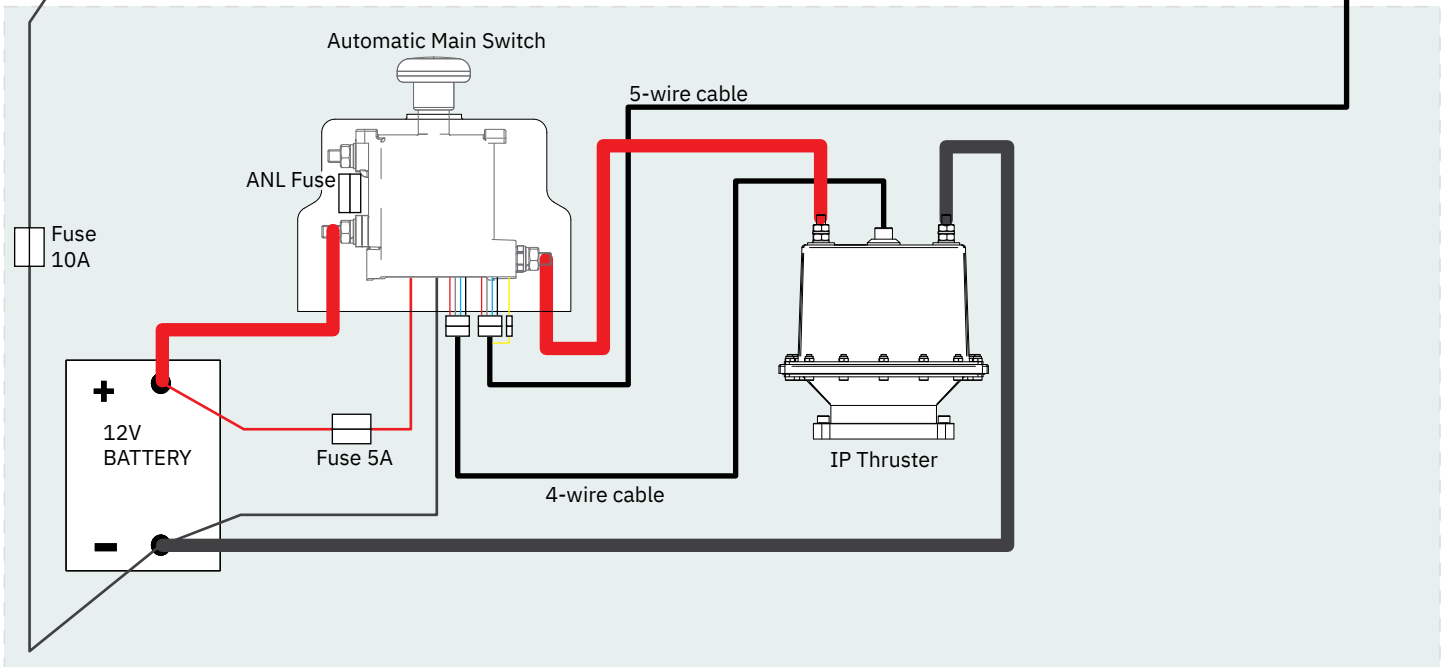 Automatic Main Switch
5-wire cable
ANL Fuse
Fuse
10A
+
12V
BATTERY
Fuse 5A
IP Thruster
4-wire cable
-